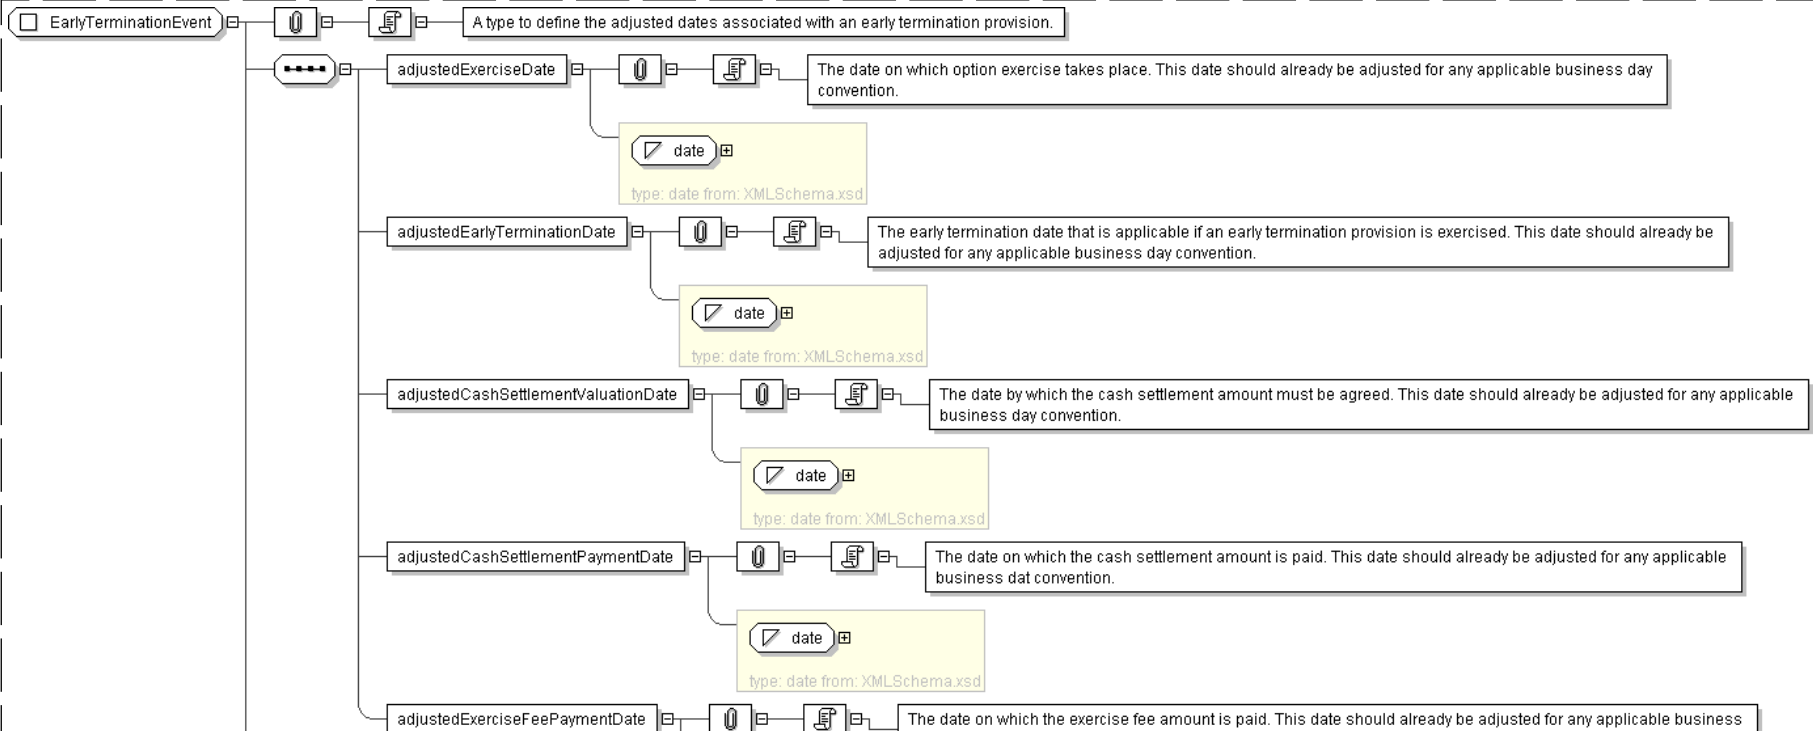 EarlyTerminationEvent
A type to define the adjusted dates associated with an early termination provision.
adjustedExerciseDate
The date on which option exercise takes place. This date should already be adjusted for any applicable business day
convention.
date
type: date from: XMLSchema.xsd
adjustedEarlyTerminationDate
The early termination date that is applicable if an early termination provision is exercised. This date should already be
adjusted for any applicable business day convention.
date
type: date from: XMLSchema.xsd
adjustedCashSettlementValuationDate
The date by which the cash settlement amount must be agreed. This date should already be adjusted for any applicable
business day convention.
date
type: date from: XMLSchema.xsd
adjustedCashSettlementPaymentDate
The date on which the cash settlement amount is paid. This date should already be adjusted for any applicable
business dat convention.
date
type: date from: XMLSchema.xsd
adjustedExerciseFeePaymentDate
The date on which the exercise fee amount is paid. This date should already be adjusted for any applicable business